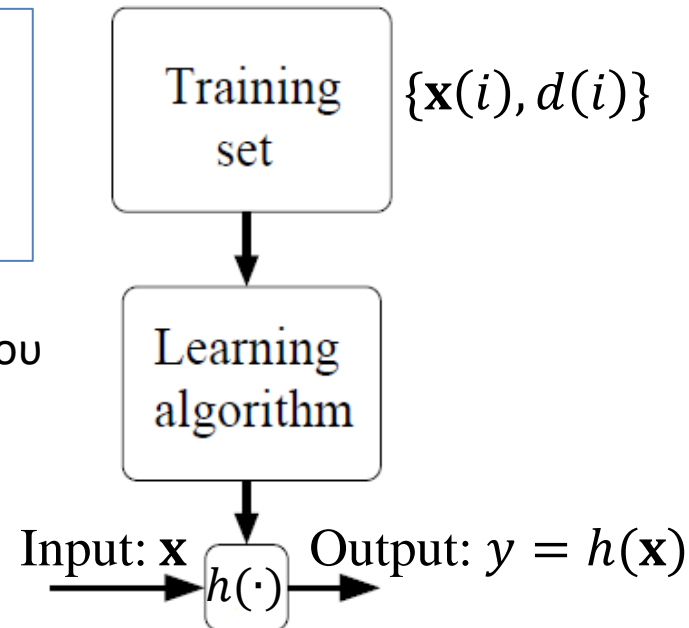 Training
set
{𝐱(𝑖), 𝑑(𝑖)}
ου
Learning
algorithm
Input: 𝐱
ℎ(·)
Output: 𝑦 = ℎ(𝐱)